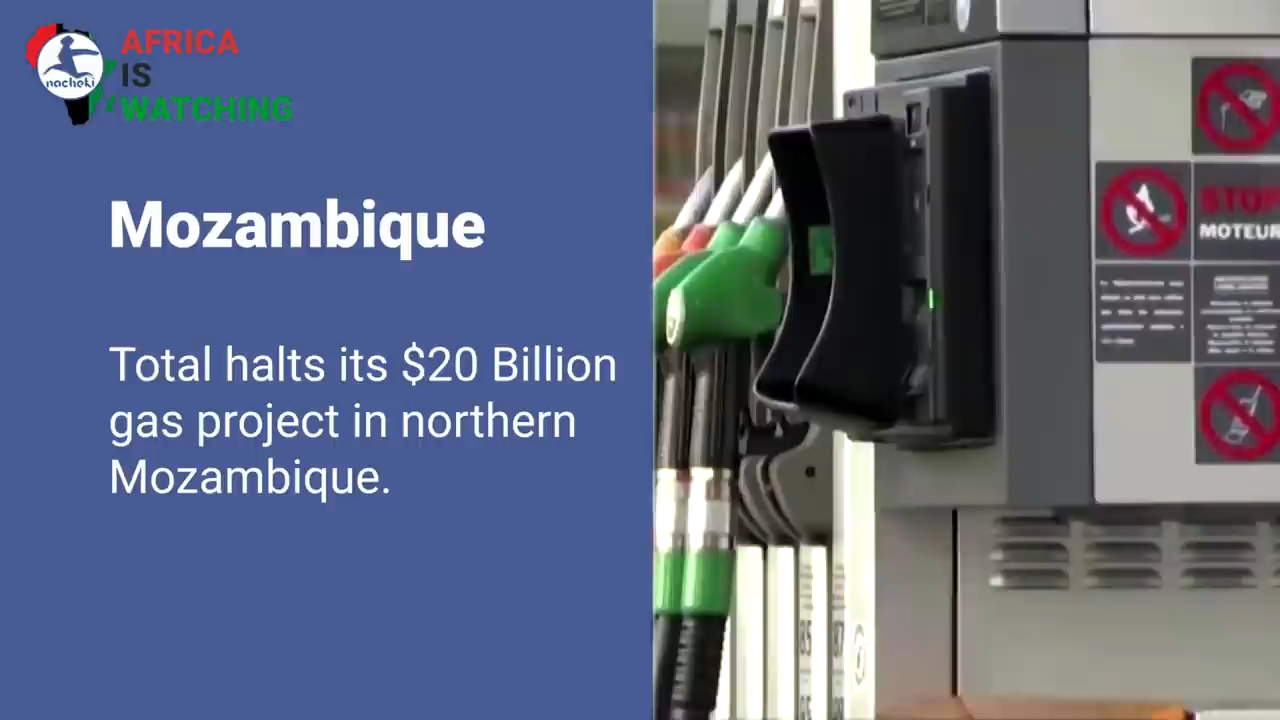 nacheki
AFRICA
IS
WATCHING
Mozambique
Total halts its $20 Billion
gas project in northern
Mozambique.
STOP
MOTEUR